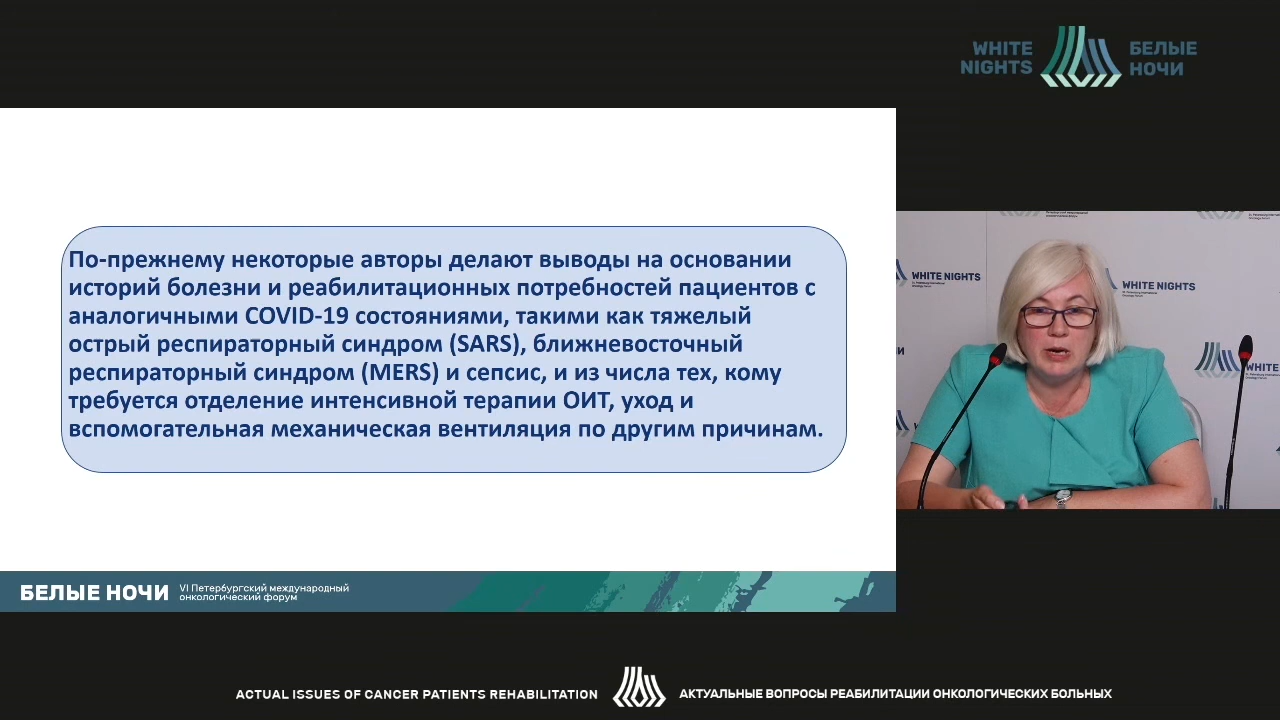 WHITE
NIGHTS
БЕЛЫЕ
НОЧИ
По-прежнему некоторые авторы делают выводы на основании
историй болезни и реабилитационных потребностей пациентов с
аналогичными COVID-19 состояниями, такими как тяжелый
острый респираторный синдром (SARS), ближневосточный
респираторный синдром (MERS) и сепсис, и из числа тех, кому
требуется отделение интенсивной терапии ОИТ, уход и
вспомогательная механическая вентиляция по другим причинам.
WHITE NIGHTS
WHITE NIGHTS
WHITE
БЕЛЫЕ НОЧИ
VI Петербургский международный
онкологический форум
ACTUAL ISSUES OF CANCER PATIENTS REHABILITATION
АКТУАЛЬНЫЕ ВОПРОСЫ РЕАБИЛИТАЦИИ ОНКОЛОГИЧЕСКИХ БОЛЬНЫХ